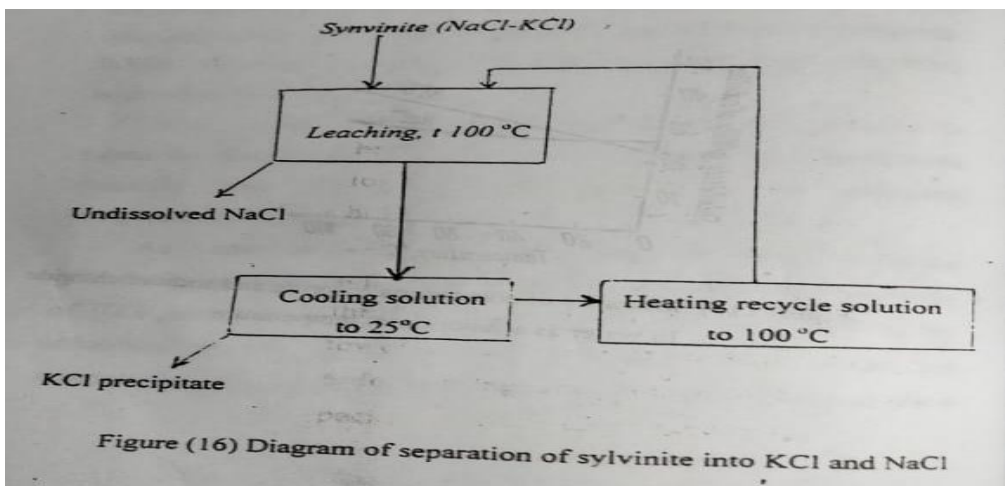 Synvinite (NaCl-KCl)
Leaching, t 100 °C
Undissolved NaCl
Cooling solution
to 25°C
Heating recycle solution
to 100 °C
KCl precipitate
Figure (16) Diagram of separation of sylvinite into KCl and NaCl